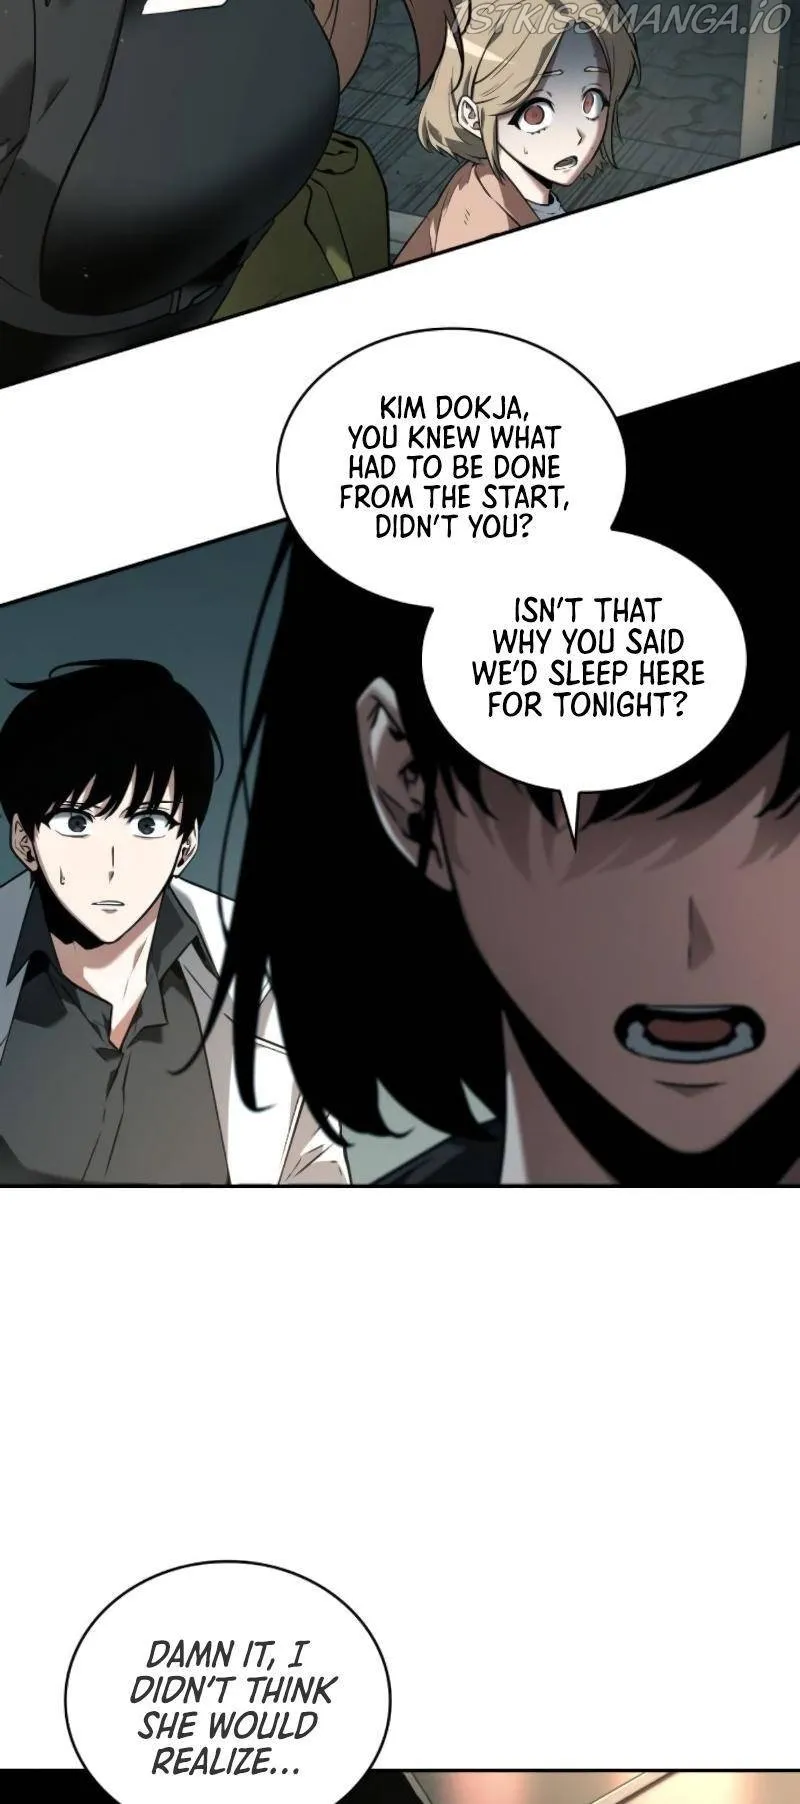 1STKISSMANGA.IO
KIM DOKJA,
YOU KNEW WHAT
HAD TO BE DONE
FROM THE START,
DIDN'T YOU?
ISN'T THAT
WHY YOU SAID
WE'D SLEEP HERE
FOR TONIGHT?
DAMN IT, I
DIDN'T THINK
SHE WOULD
REALIZE...